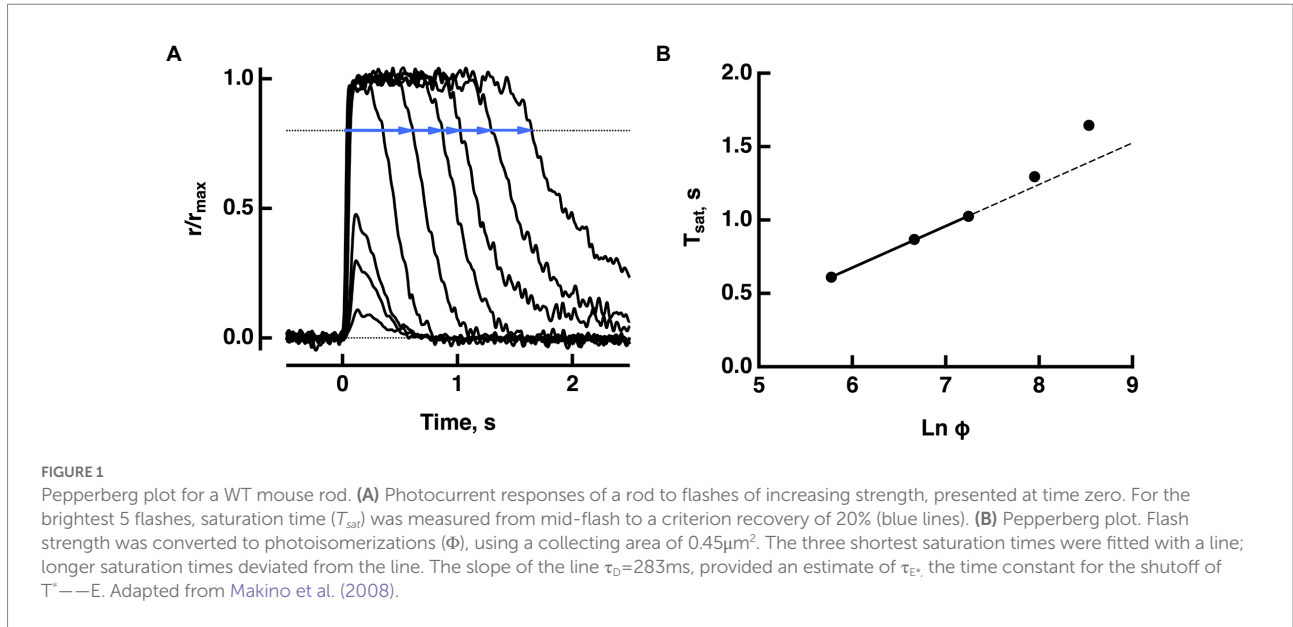 A
1.0
0.5
0.0
r/rmax
0
1
2
Time, s
B
2.0
1.5
1.0
0.5
0.0
Tsat, s
5
6
7
8
9
Ln ϕ
FIGURE 1
Pepperberg plot for a WT mouse rod. (A) Photocurrent responses of a rod to flashes of increasing strength, presented at time zero. For the
brightest 5 flashes, saturation time (Tsat) was measured from mid-flash to a criterion recovery of 20% (blue lines). (B) Pepperberg plot. Flash
strength was converted to photoisomerizations (Φ), using a collecting area of 0.45μm². The three shortest saturation times were fitted with a line;
longer saturation times deviated from the line. The slope of the line τD=283ms, provided an estimate of τE*, the time constant for the shutoff of
T*——E. Adapted from Makino et al. (2008).